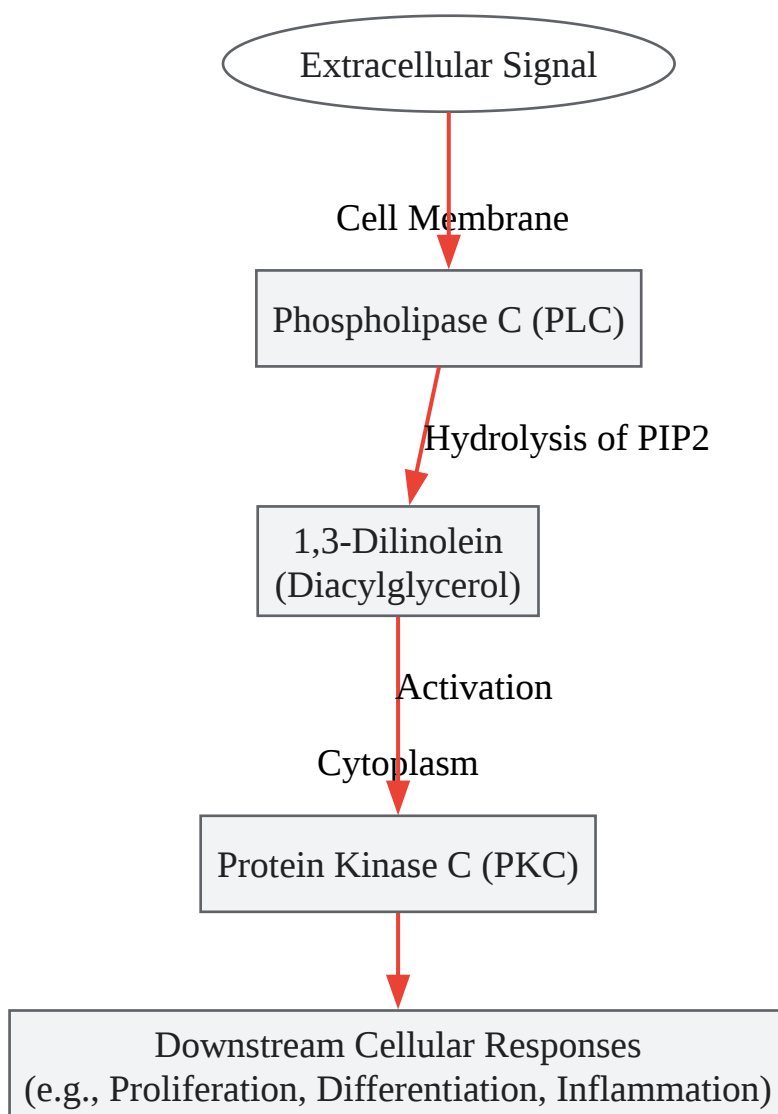 Extracellular Signal
Cell Membrane
Phospholipase C (PLC)
Hydrolysis of PIP2
1,3-Dilinolein
(Diacylglycerol)
Activation
Cytoplasm
Protein Kinase C (PKC)
Downstream Cellular Responses
(e.g., Proliferation, Differentiation, Inflammation)